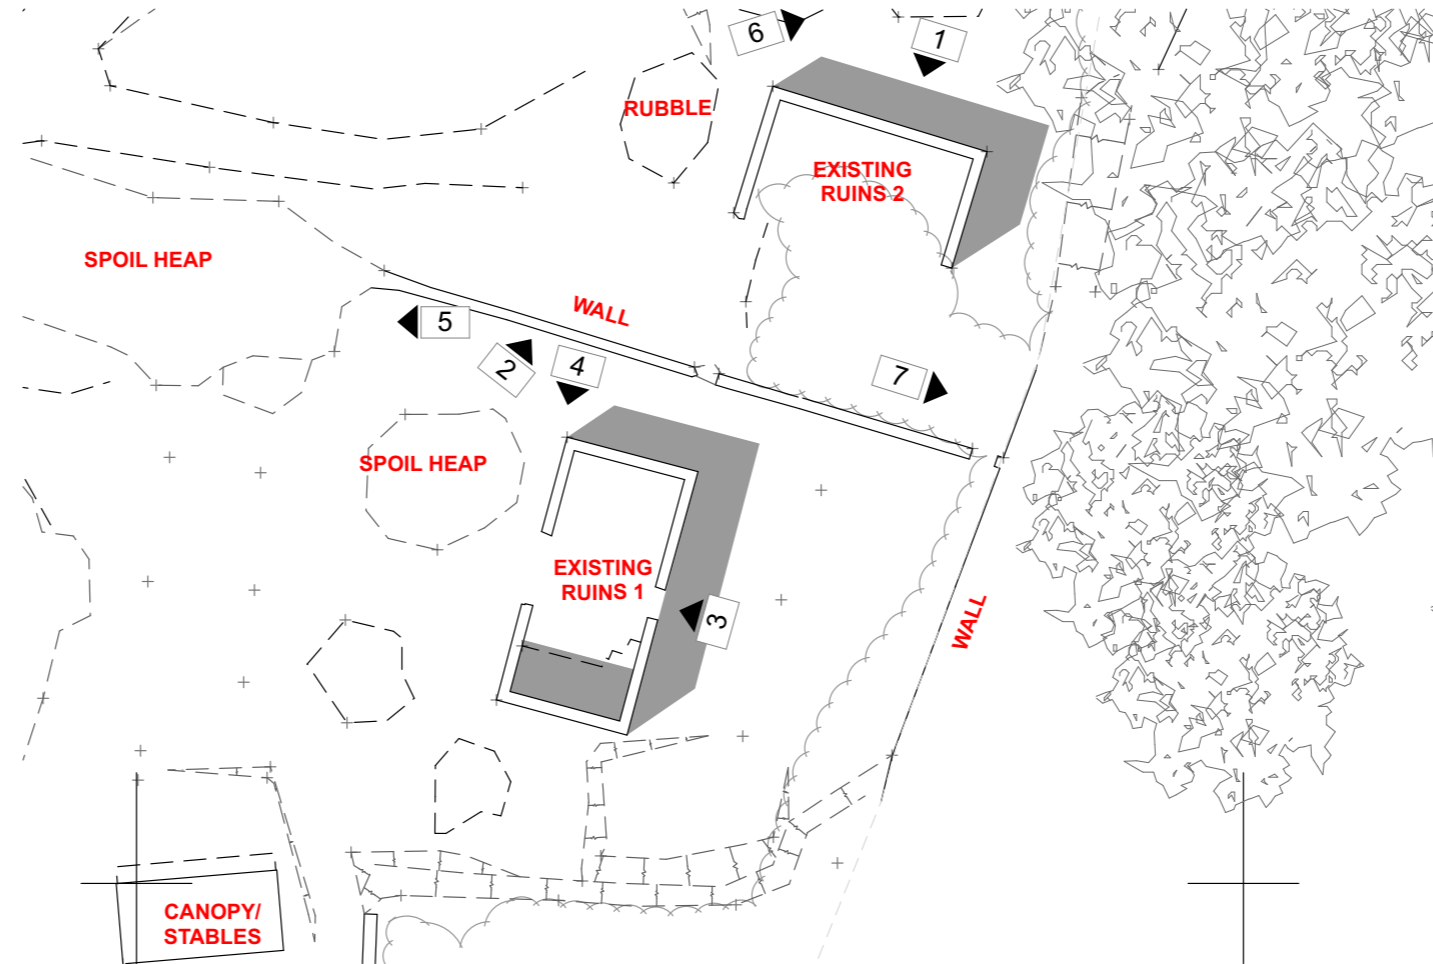 6
1
RUBBLE
EXISTING
RUINS 2
SPOIL HEAP
WALL
5
2
4
7
SPOIL HEAP
EXISTING
RUINS 1
3
WALL
CANOPY/
STABLES